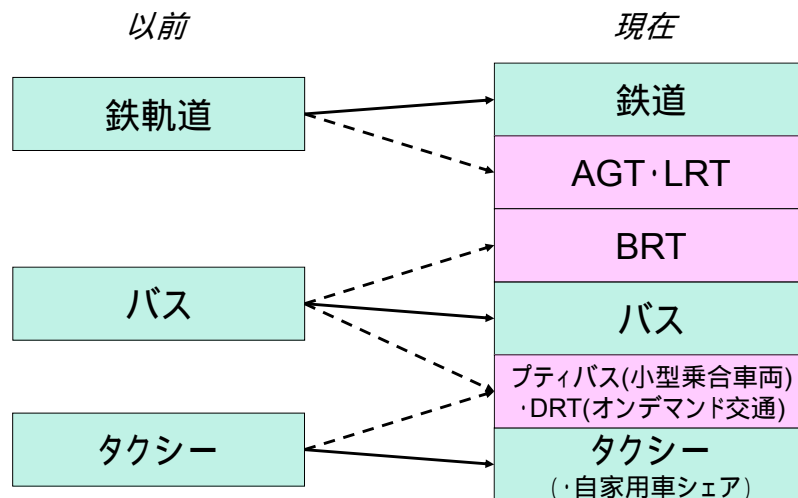 以前
現在
鉄軌道
鉄道
AGT・LRT
BRT
バス
バス
プティバス(小型乗合車両)
・DRT(オンデマンド交通)
タクシー
タクシー
(・自家用車シェア)